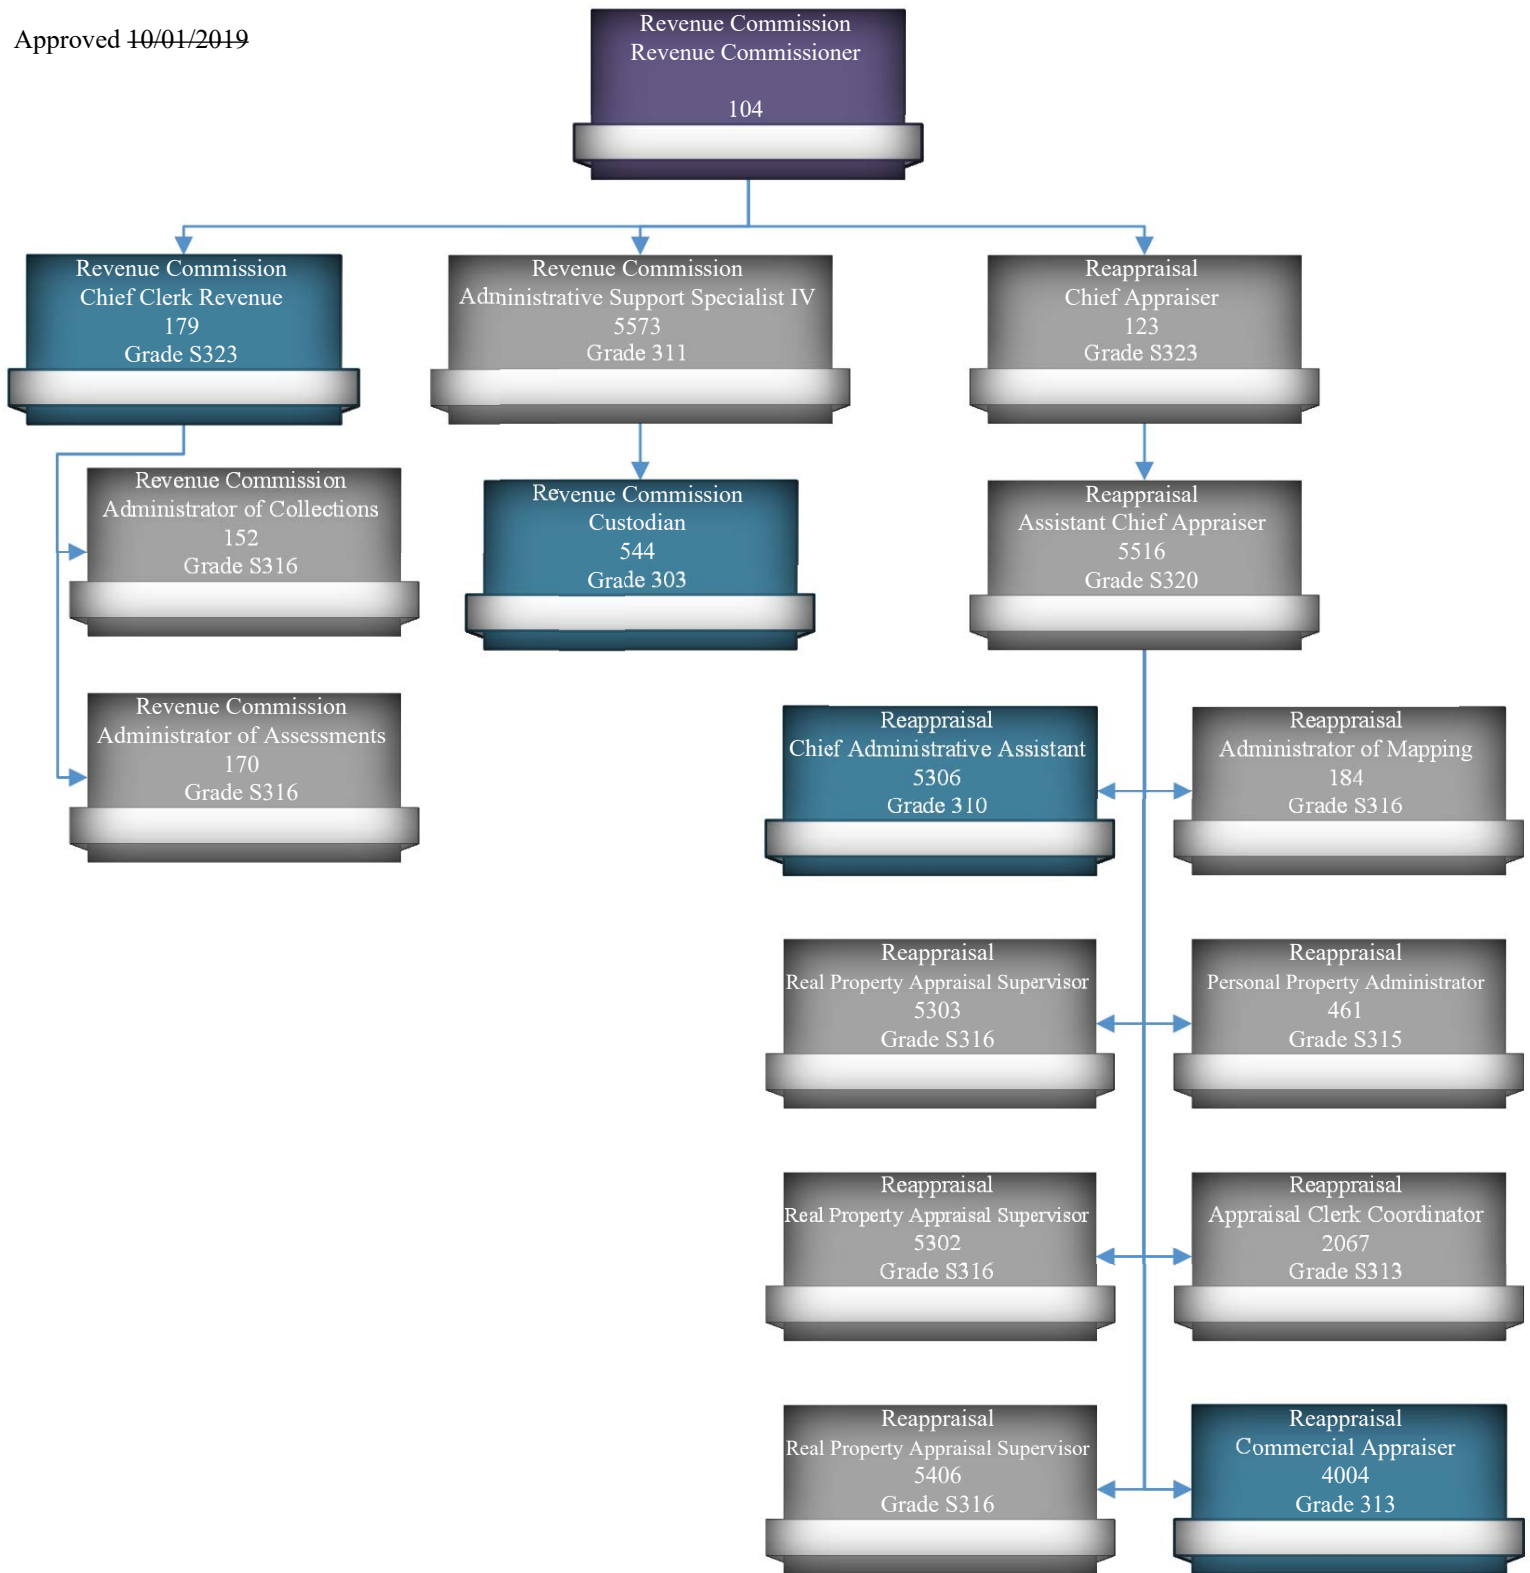 Approved 10/01/2019
Revenue Commission
Revenue Commissioner
104
Revenue Commission
Chief Clerk Revenue
179
Grade S323
Revenue Commission
Administrative Support Specialist IV
5573
Grade 311
Reappraisal
Chief Appraiser
123
Grade S323
Revenue Commission
Administrator of Collections
152
Grade S316
Revenue Commission
Custodian
544
Grade 303
Reappraisal
Assistant Chief Appraiser
5516
Grade S320
Revenue Commission
Administrator of Assessments
170
Grade S316
Reappraisal
Chief Administrative Assistant
5306
Grade 310
Reappraisal
Administrator of Mapping
184
Grade S316
Reappraisal
Real Property Appraisal Supervisor
5303
Grade S316
Reappraisal
Personal Property Administrator
461
Grade S315
Reappraisal
Real Property Appraisal Supervisor
5302
Grade S316
Reappraisal
Appraisal Clerk Coordinator
2067
Grade S313
Reappraisal
Real Property Appraisal Supervisor
5406
Grade S316
Reappraisal
Commercial Appraiser
4004
Grade 313